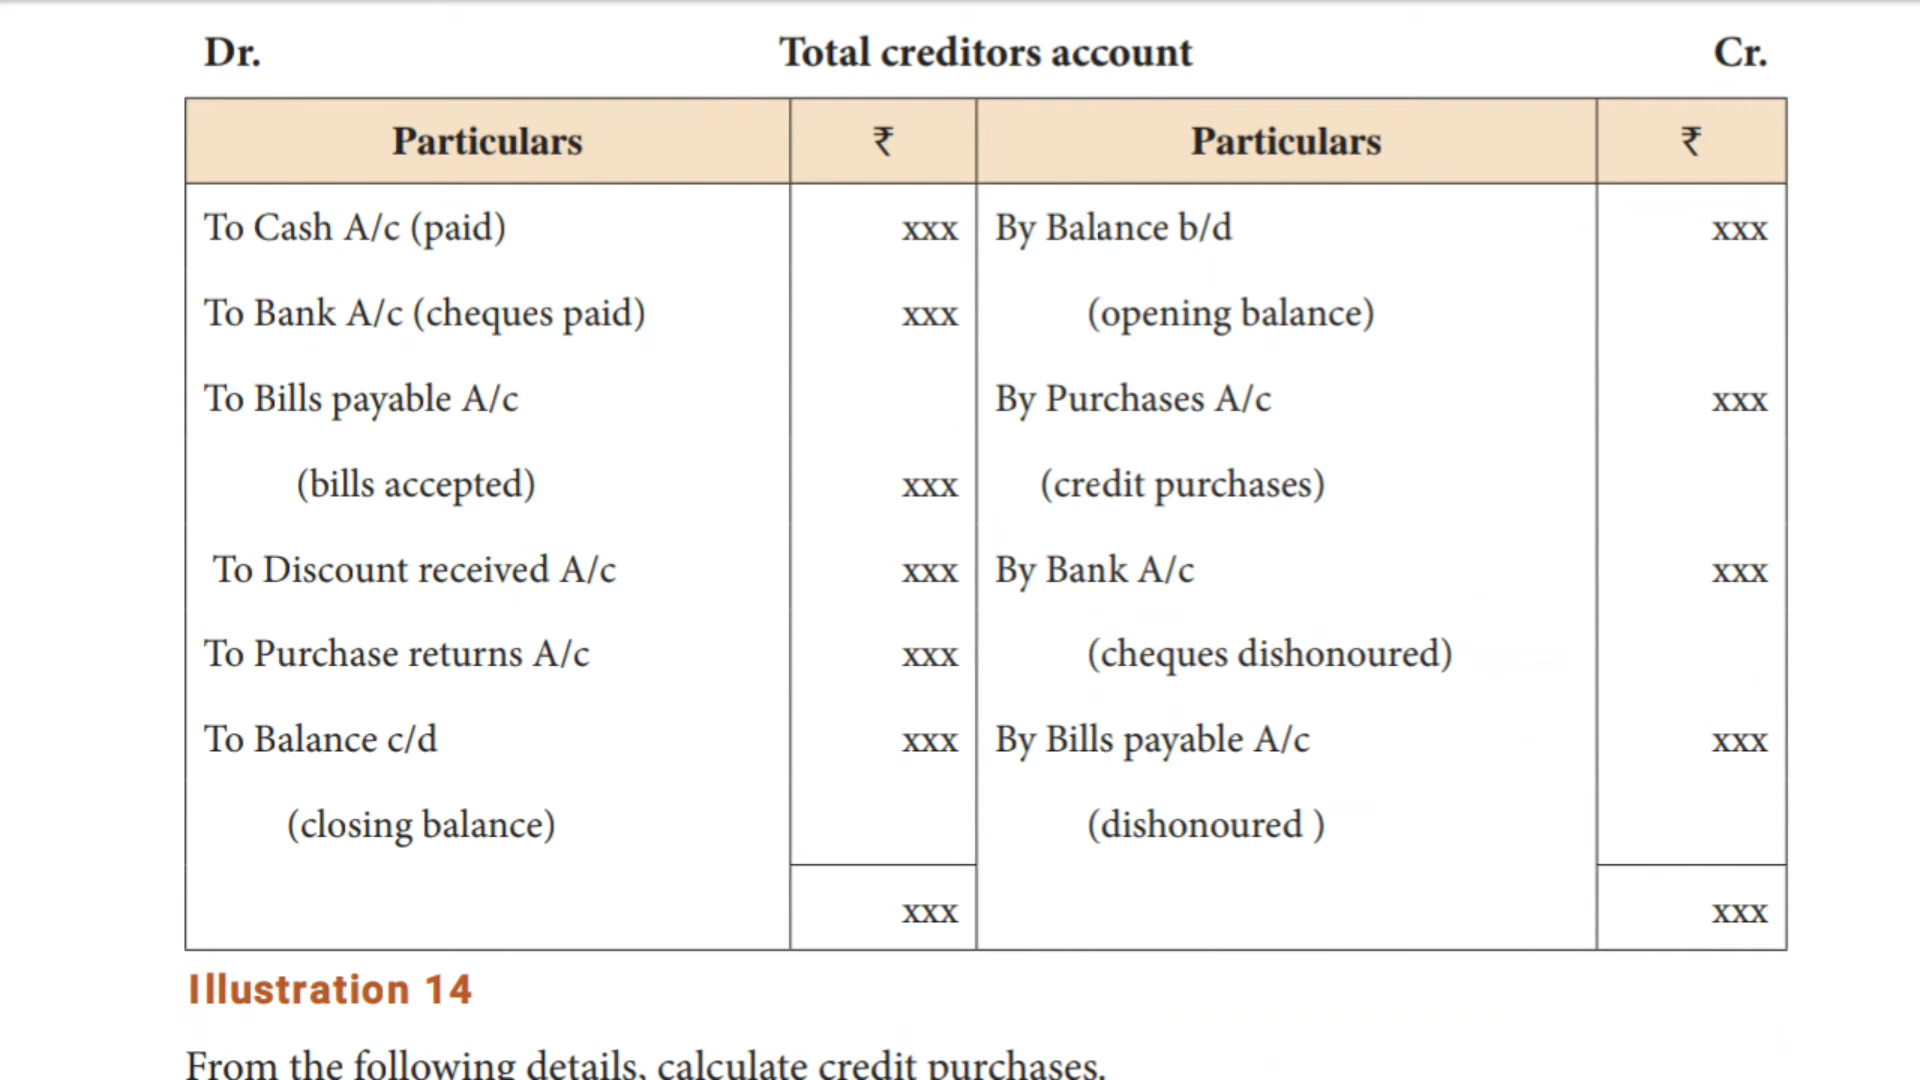 Dr. Total creditors account Cr.
Particulars ₹ Particulars ₹
To Cash A/c (paid) xxx By Balance b/d xxx
To Bank A/c (cheques paid) xxx (opening balance)
To Bills payable A/c By Purchases A/c xxx
(bills accepted) xxx (credit purchases)
To Discount received A/c xxx By Bank A/c xxx
To Purchase returns A/c xxx (cheques dishonoured)
To Balance c/d xxx By Bills payable A/c xxx
(closing balance) (dishonoured )
xxx xxx
Illustration 14
From the following details, calculate credit purchases.